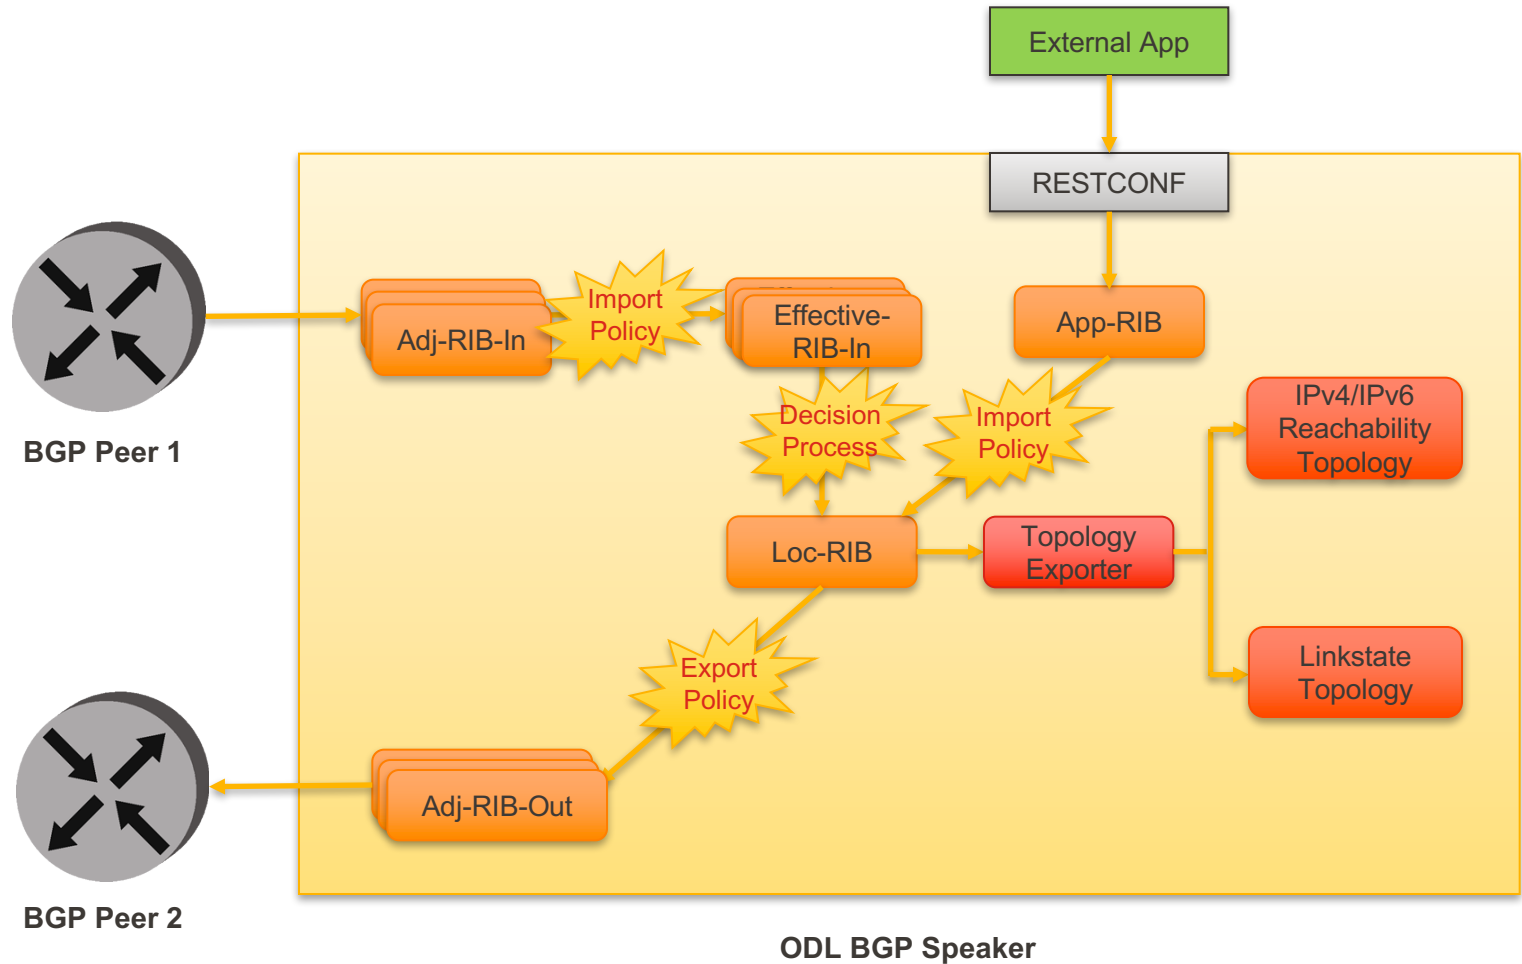 External App
RESTCONF
Import
Policy
Adj-RIB-In
Effective-
RIB-In
App-RIB
Decision
Process
Import
Policy
IPv4/IPv6
Reachability
Topology
BGP Peer 1
Loc-RIB
Topology
Exporter
Export
Policy
Linkstate
Topology
Adj-RIB-Out
BGP Peer 2
ODL BGP Speaker